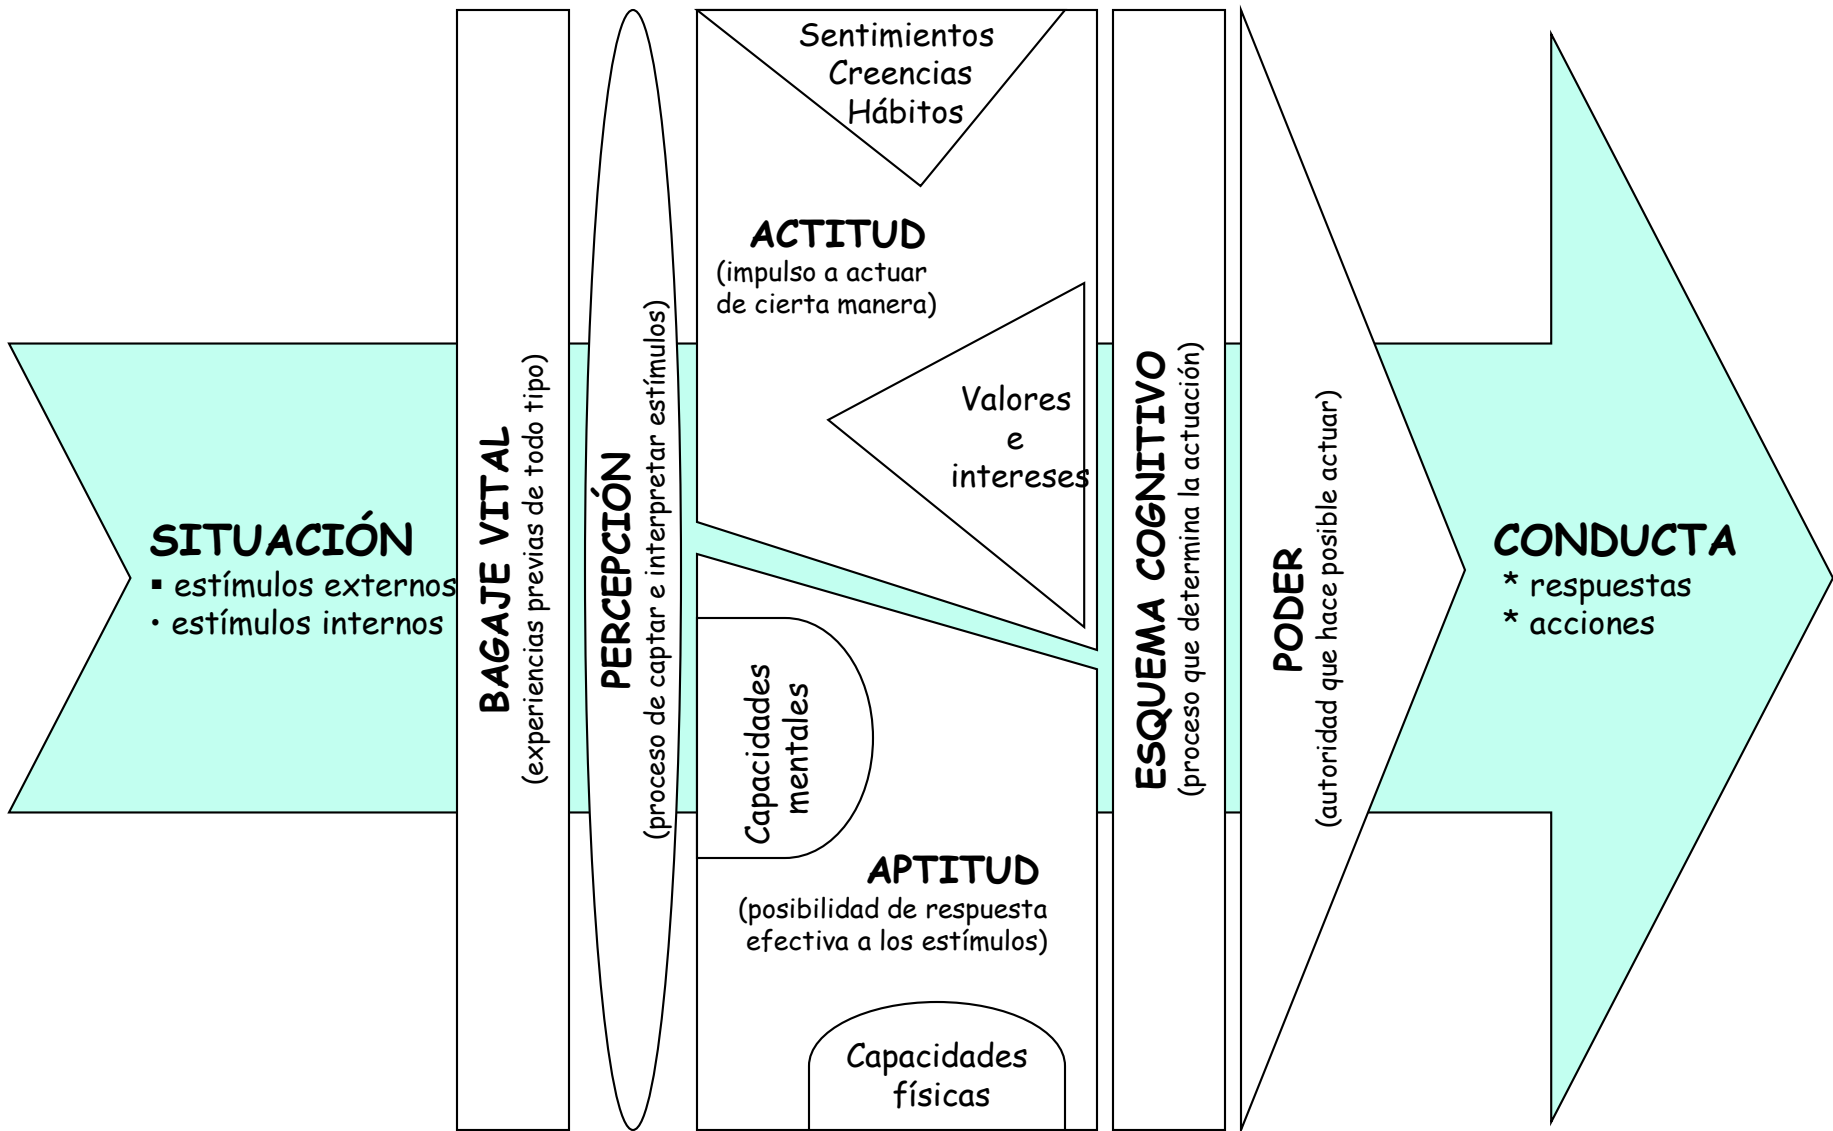 SITUACIÓN
▪ estímulos externos
• estímulos internos
BAGAJE VITAL
(experiencias previas de todo tipo)
PERCEPCIÓN
(proceso de captar e interpretar estímulos)
Sentimientos
Creencias
Hábitos
ACTITUD
(impulso a actuar
de cierta manera)
Valores
e
intereses
Capacidades
mentales
APTITUD
(posibilidad de respuesta
efectiva a los estímulos)
Capacidades
físicas
ESQUEMA COGNITIVO
(proceso que determina la actuación)
PODER
(autoridad que hace posible actuar)
CONDUCTA
* respuestas
* acciones